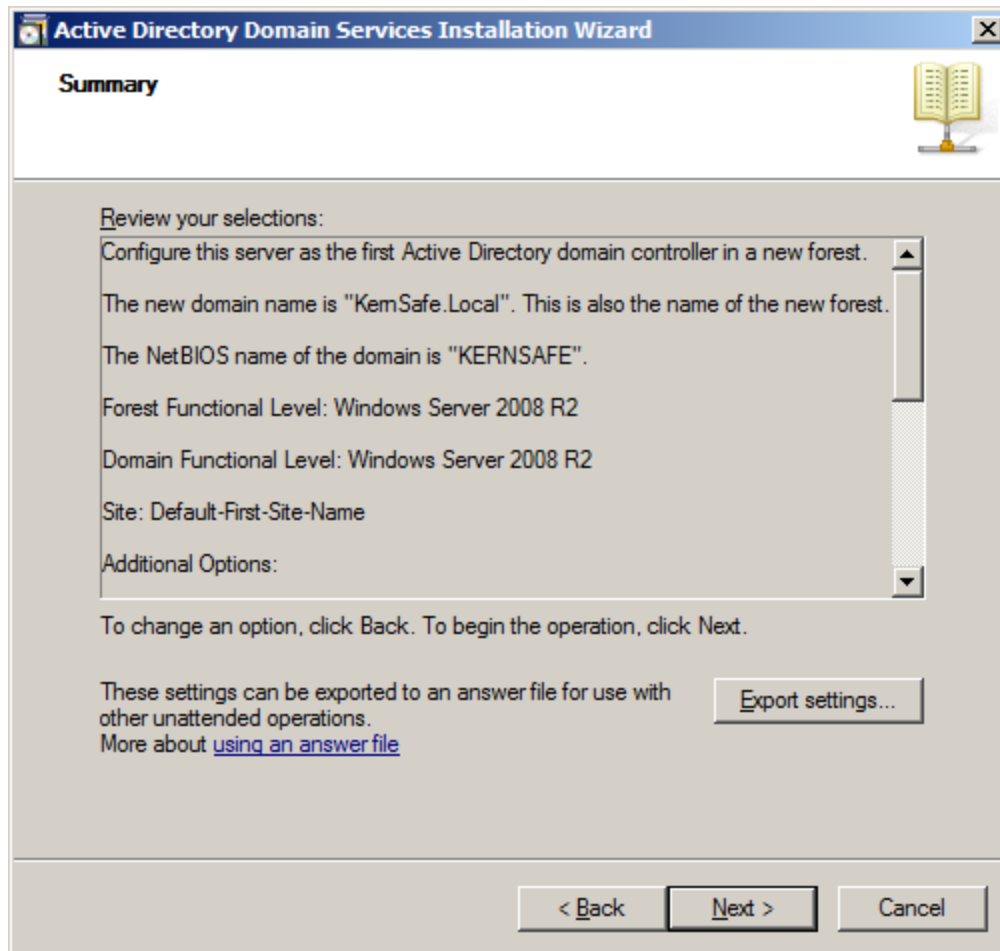 Active Directory Domain Services Installation Wizard
Summary
Review your selections:
Configure this server as the first Active Directory domain controller in a new forest.
The new domain name is "KernSafe.Local". This is also the name of the new forest.
The NetBIOS name of the domain is "KERNSAFE".
Forest Functional Level: Windows Server 2008 R2
Domain Functional Level: Windows Server 2008 R2
Site: Default-First-Site-Name
Additional Options:
To change an option, click Back. To begin the operation, click Next.
These settings can be exported to an answer file for use with
other unattended operations.
More about using an answer file
Export settings...
< Back
Next >
Cancel